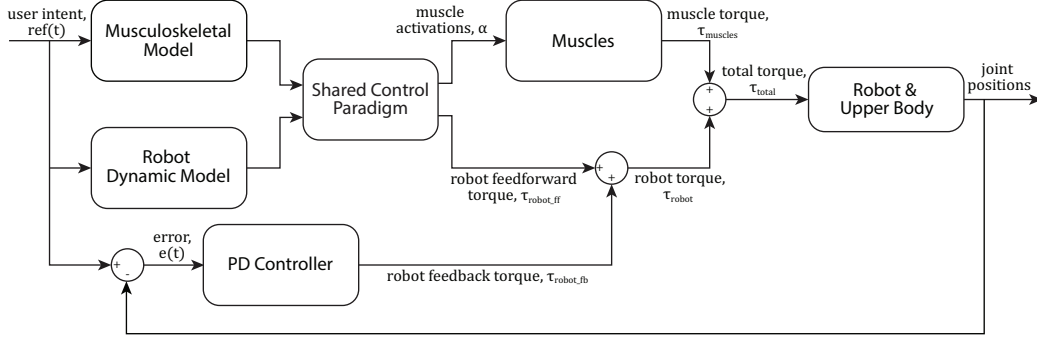 user intent,
ref(t)
Musculoskeletal
Model
Robot
Dynamic Model
Shared Control
Paradigm
muscle
activations, α
Muscles
muscle torque,
τmuscles
+
+
total torque,
τtotal
Robot &
Upper Body
joint
positions
robot feedforward
torque, τrobot_ff
+
+
robot torque,
τrobot
+
-
error,
e(t)
PD Controller
robot feedback torque, τrobot_fb